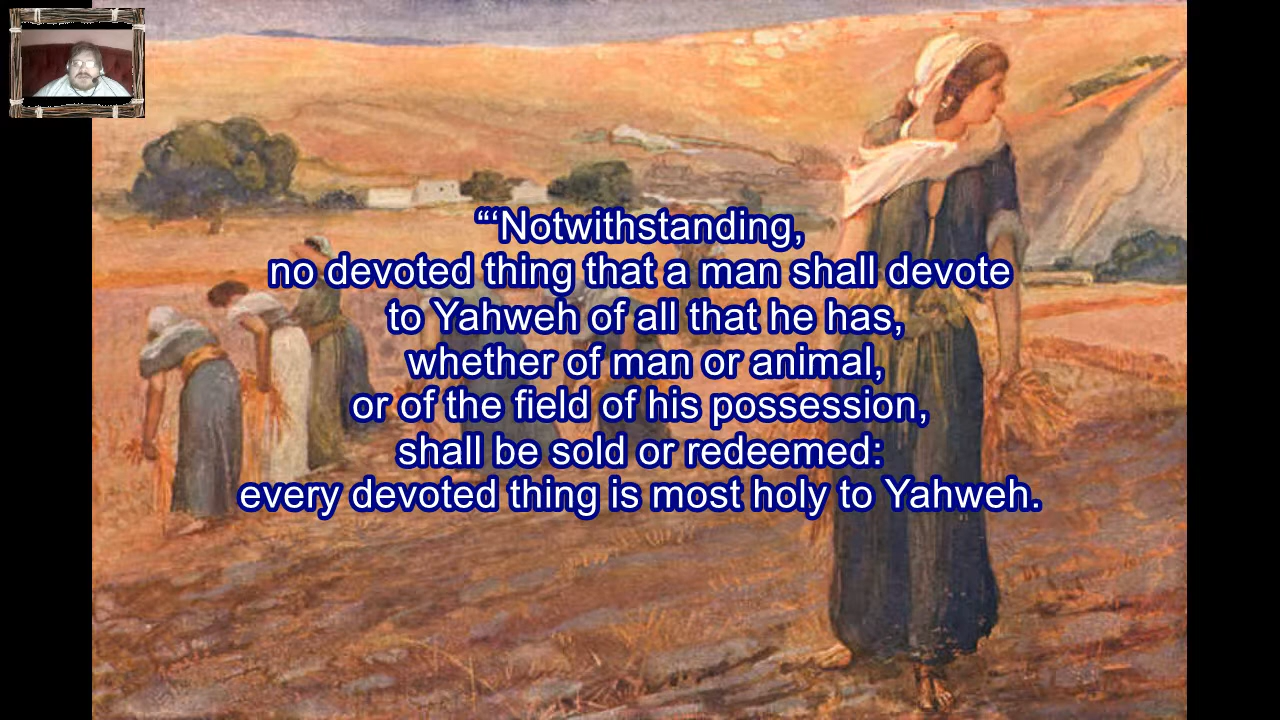 “‘Notwithstanding,
no devoted thing that a man shall devote
to Yahweh of all that he has,
whether of man or animal,
or of the field of his possession,
shall be sold or redeemed:
every devoted thing is most holy to Yahweh.